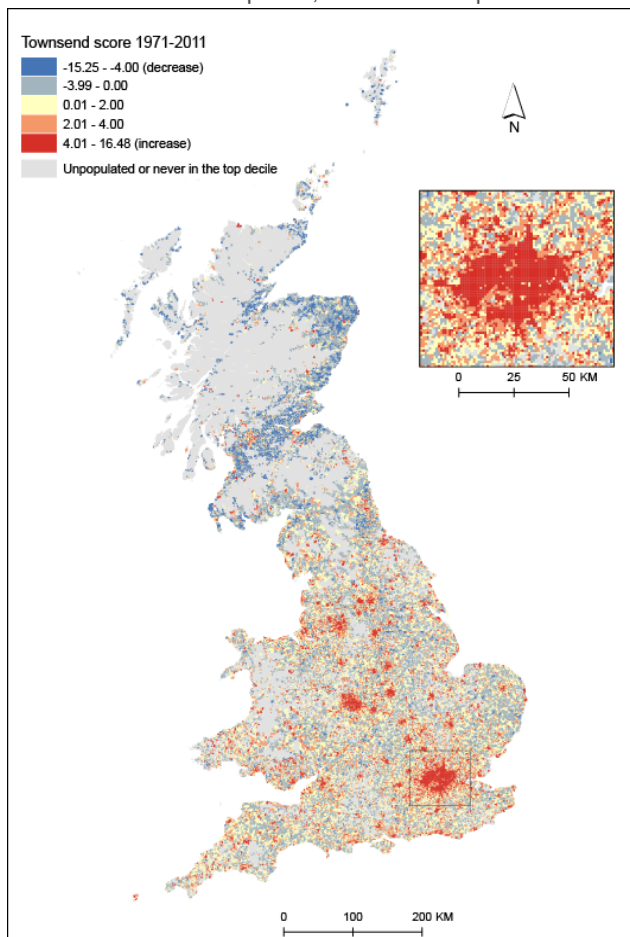 Townsend score 1971-2011
-15.25 - -4.00 (decrease)
-3.99 - 0.00
0.01 - 2.00
2.01 - 4.00
4.01 - 16.48 (increase)
Unpopulated or never in the top decile
N
0 25 50 KM
0 100 200 KM